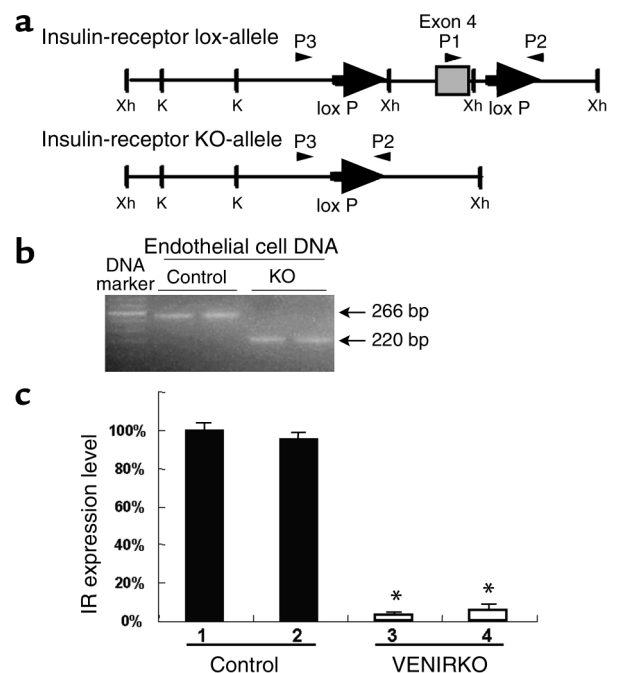 a
Insulin-receptor lox-allele
P3
Exon 4
P1
P2
Xh K K lox P Xh Xh lox P Xh
Insulin-receptor KO-allele
P3 P2
Xh K K lox P Xh
b
Endothelial cell DNA
DNA
marker
Control KO
266 bp
220 bp
c
IR expression level
100%
80%
60%
40%
20%
0%
* *
1 2 3 4
Control VENIRKO